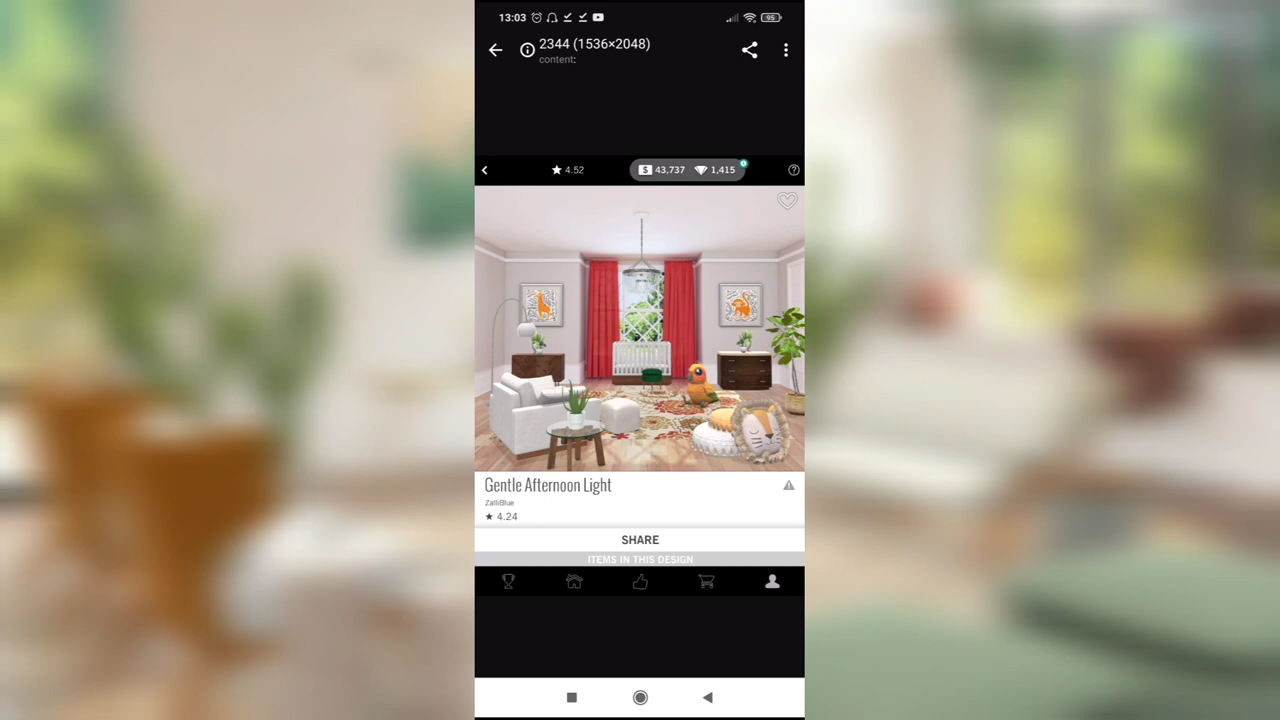 13:03
95
2344 (1536×2048)
content:
4.52
$ 43,737
1,415
Gentle Afternoon Light
ZalliBlue
★ 4.24
SHARE
ITEMS IN THIS DESIGN